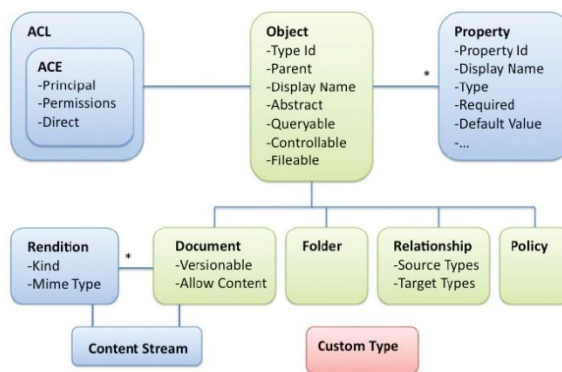 ACL
ACE
-Principal
-Permissions
-Direct
Object
-Type Id
-Parent
-Display Name
-Abstract
-Queryable
-Controllable
-Fileable
*
Property
-Property Id
-Display Name
-Type
-Required
-Default Value
-...
Rendition
-Kind
-Mime Type
*
Document
-Versionable
-Allow Content
Folder
Relationship
-Source Types
-Target Types
Policy
Content Stream
Custom Type